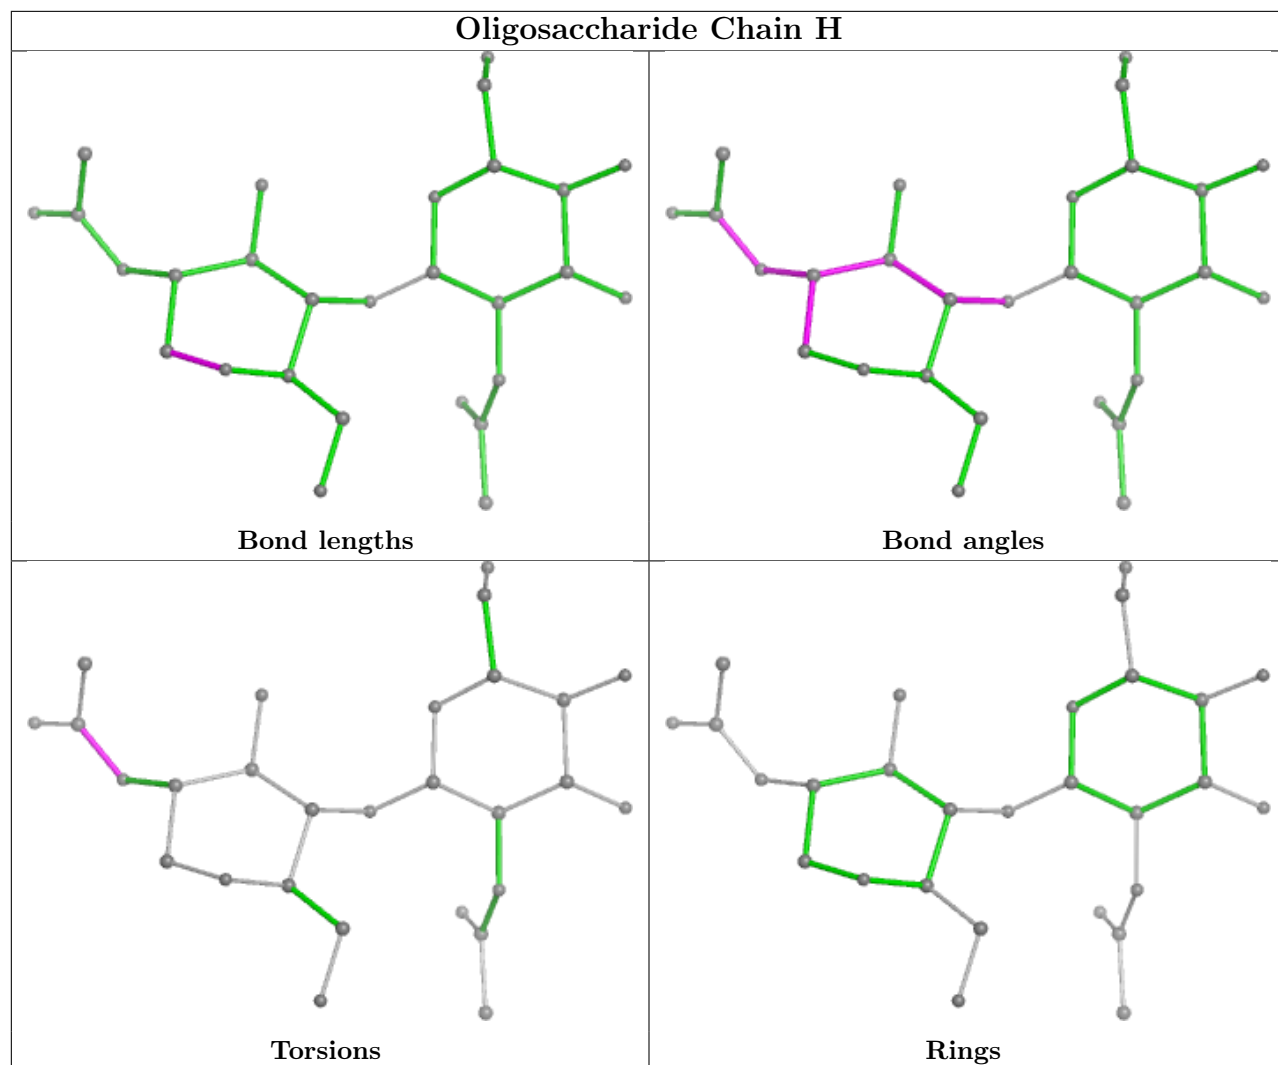 Oligosaccharide Chain H
Bond lengths
Bond angles
Torsions
Rings